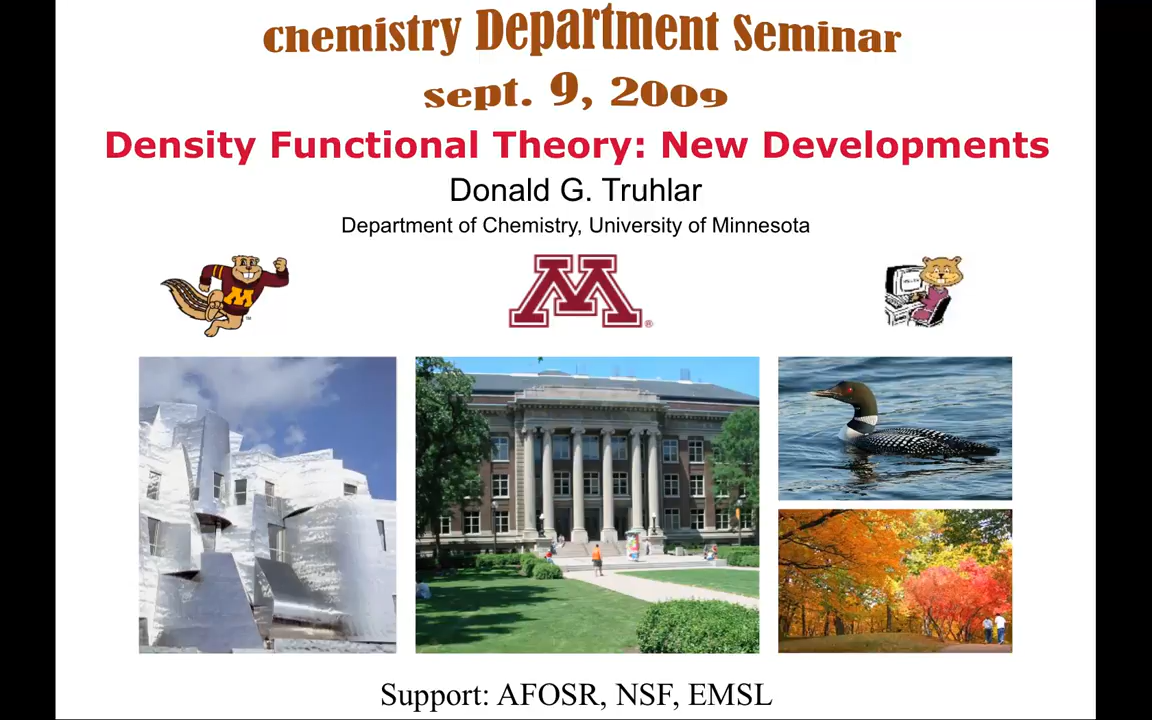 Chemistry Department Seminar
sept. 9, 2009
Density Functional Theory: New Developments
Donald G. Truhlar
Department of Chemistry, University of Minnesota
M
M
®
Support: AFOSR, NSF, EMSL